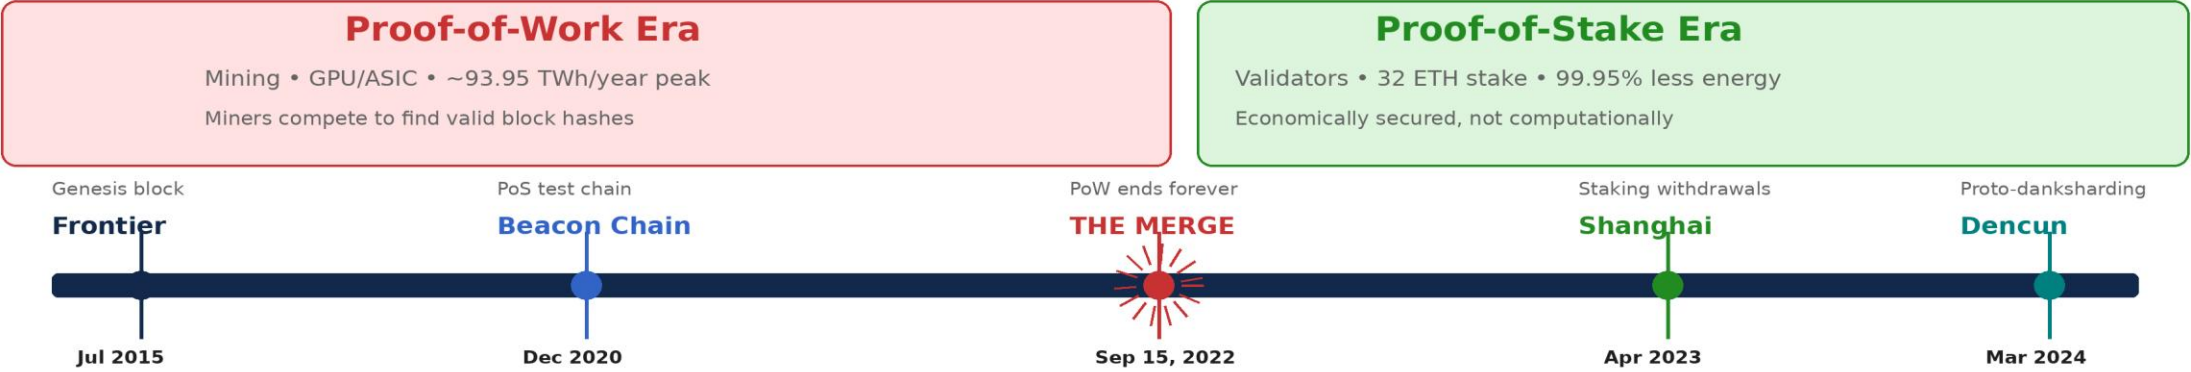 Proof-of-Work Era
Mining • GPU/ASIC • ~93.95 TWh/year peak
Miners compete to find valid block hashes
Proof-of-Stake Era
Validators • 32 ETH stake • 99.95% less energy
Economically secured, not computationally
Genesis block
Frontier
Jul 2015
PoS test chain
Beacon Chain
Dec 2020
PoW ends forever
THE MERGE
Sep 15, 2022
Staking withdrawals
Shanghai
Apr 2023
Proto-danksharding
Dencun
Mar 2024